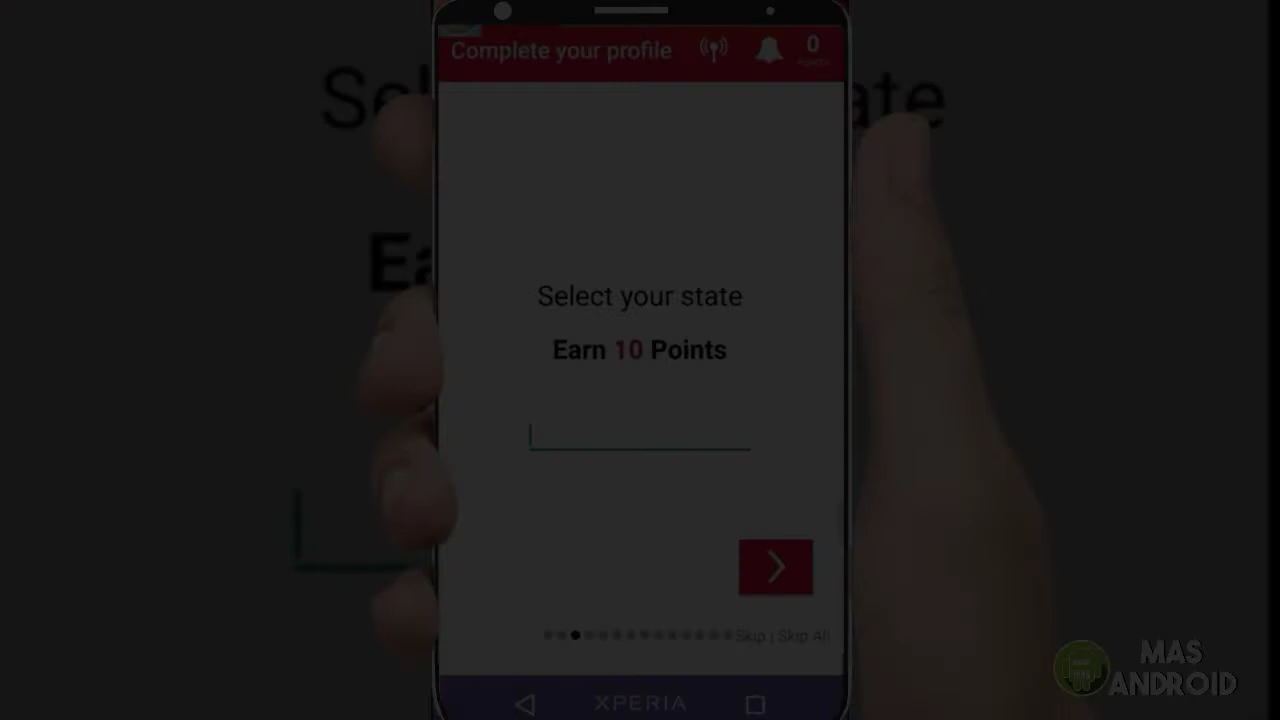 Complete your profile
0
Select your state
Earn 10 Points
Skip | Skip All
XPERIA
MAS
ANDROID